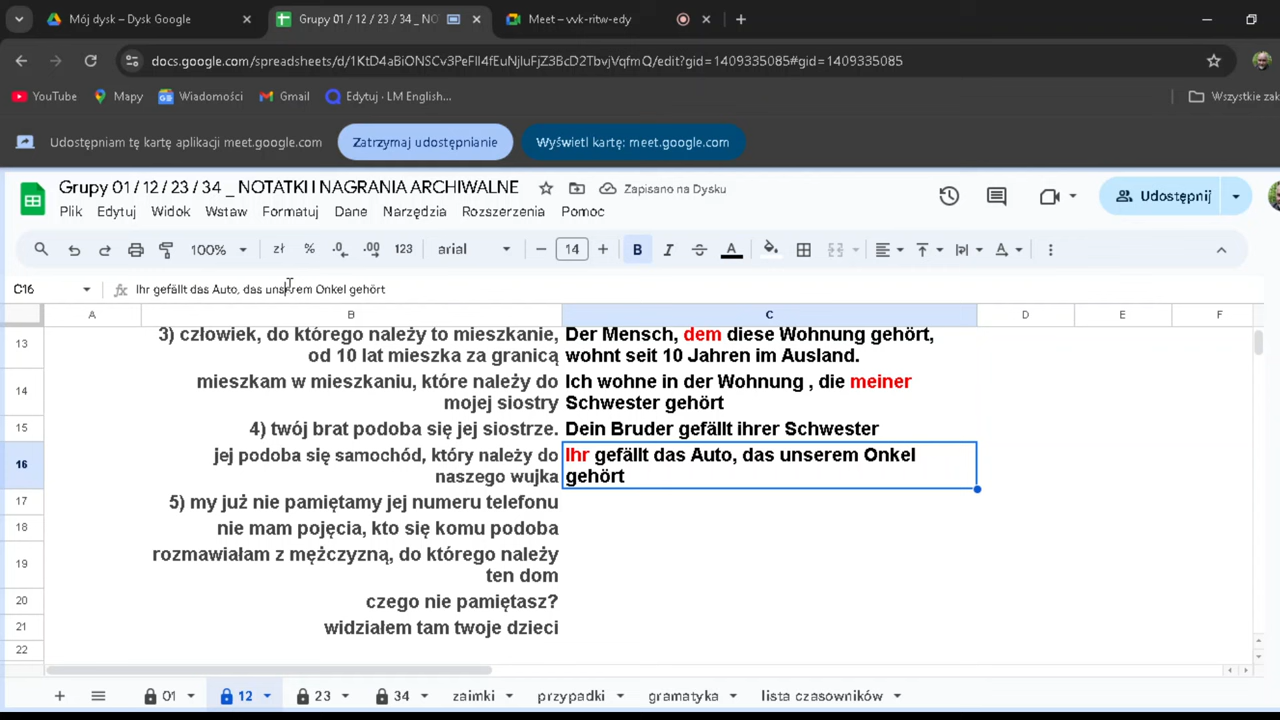 Mój dysk – Dysk Google
Grupy 01 / 12 / 23 / 34 _ NO
Meet – vvk-ritw-edy
docs.google.com/spreadsheets/d/1KtD4aBiONSCv3PeFlI4fEuNjluFjZ3BcD2TbvjVqfmQ/edit?gid=1409335085#gid=1409335085
YouTube
Mapy
Wiadomości
Gmail
Edytuj · LM English...
Wszystkie zak
Udostępniam tę kartę aplikacji meet.google.com
Zatrzymaj udostępnianie
Wyświetl kartę: meet.google.com
Grupy 01 / 12 / 23 / 34 _ NOTATKI I NAGRANIA ARCHIWALNE
Zapisano na Dysku
Plik Edytuj Widok Wstaw Formatuj Dane Narzędzia Rozszerzenia Pomoc
Udostępnij
100% zł % .0 .00 123 arial 14 B I A
C16
fx Ihr gefällt das Auto, das unserem Onkel gehört
A B C D E F
13 3) człowiek, do którego należy to mieszkanie, Der Mensch, dem diese Wohnung gehört,
od 10 lat mieszka za granicą wohnt seit 10 Jahren im Ausland.
14 mieszkam w mieszkaniu, które należy do Ich wohne in der Wohnung , die meiner
mojej siostry Schwester gehört
15 4) twój brat podoba się jej siostrze. Dein Bruder gefällt ihrer Schwester
16 jej podoba się samochód, który należy do Ihr gefällt das Auto, das unserem Onkel
naszego wujka gehört
17 5) my już nie pamiętamy jej numeru telefonu
18 nie mam pojęcia, kto się komu podoba
19 rozmawiałam z mężczyzną, do którego należy
ten dom
20 czego nie pamiętasz?
21 widziałem tam twoje dzieci
22
01 12 23 34 zaimki przypadki gramatyka lista czasowników